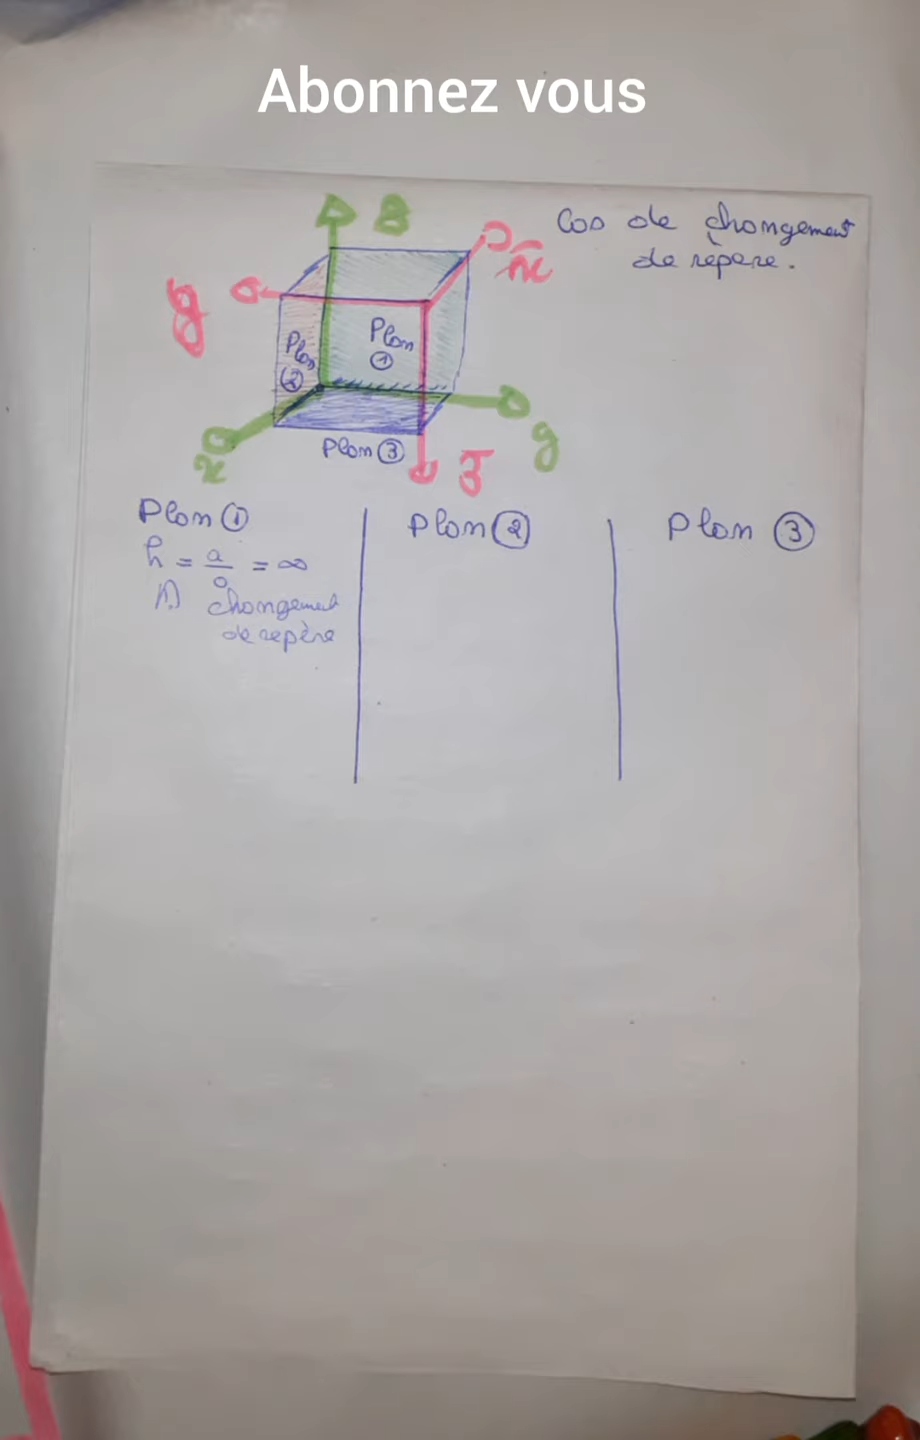 Abonnez vous
Cas de changement
de repère.
z
x̄
y
Plan
①
Plan
②
Plan ③
x
z̄
y
Plan ①
h = a/0 = ∞
⚠ changement
de repère
Plan ②
Plan ③